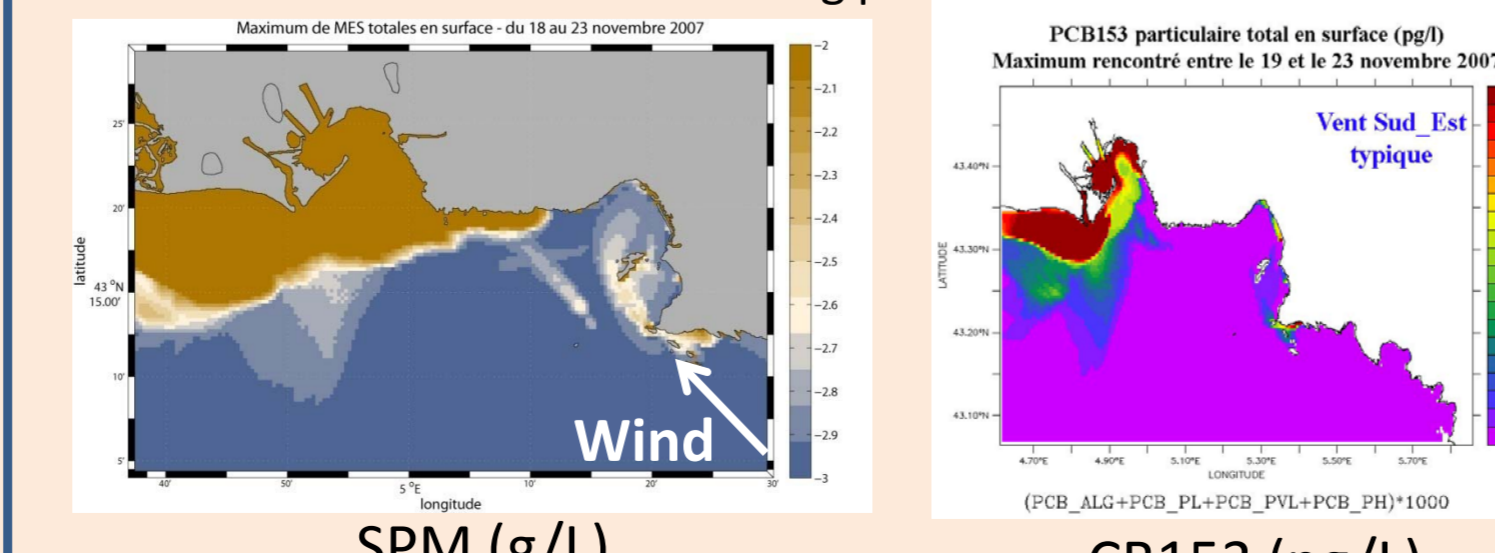 Maximum de MES totales en surface - du 18 au 23 novembre 2007
25'
20'
43 °N
15.00'
10'
5'
latitude
40'
50'
5 °E
10'
20'
30'
longitude
−2
−2.1
−2.2
−2.3
−2.4
−2.5
−2.6
−2.7
−2.8
−2.9
−3
Wind
SPM (g/L)
PCB153 particulaire total en surface (pg/l)
Maximum rencontré entre le 19 et le 23 novembre 2007
Vent Sud_Est
typique
43.40°N
43.30°N
43.20°N
43.10°N
LATITUDE
4.70°E
4.90°E
5.10°E
5.30°E
5.50°E
5.70°E
LONGITUDE
(PCB_ALG+PCB_PL+PCB_PVL+PCB_PH)*1000
CB153 (pg/L)